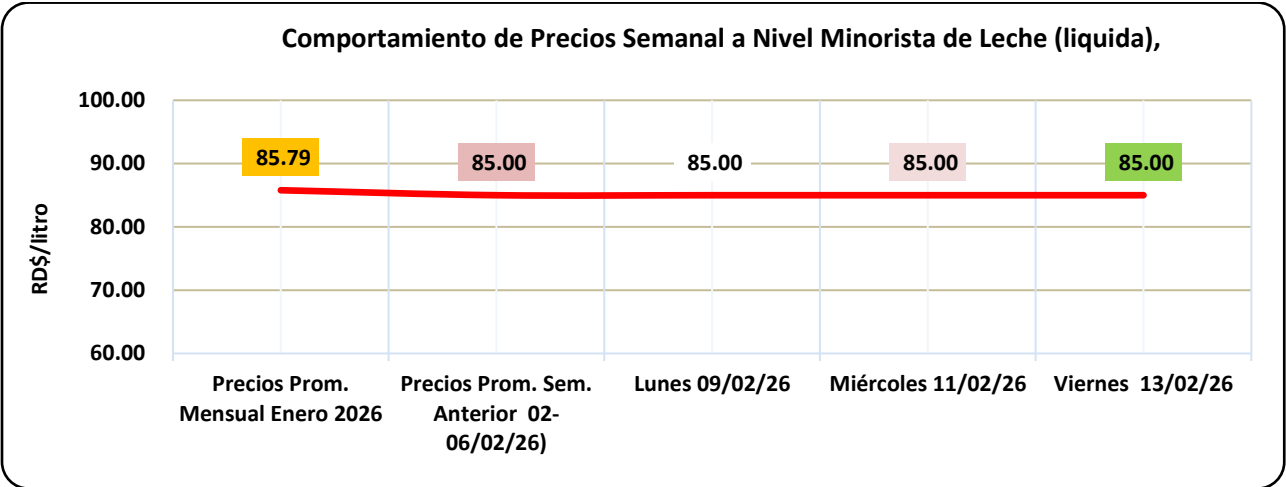 Comportamiento de Precios Semanal a Nivel Minorista de Leche (liquida),
RD$/litro
100.00
90.00
80.00
70.00
60.00
85.79
85.00
85.00
85.00
85.00
Precios Prom.
Mensual Enero 2026
Precios Prom. Sem.
Anterior 02-
06/02/26)
Lunes 09/02/26
Miércoles 11/02/26
Viernes 13/02/26